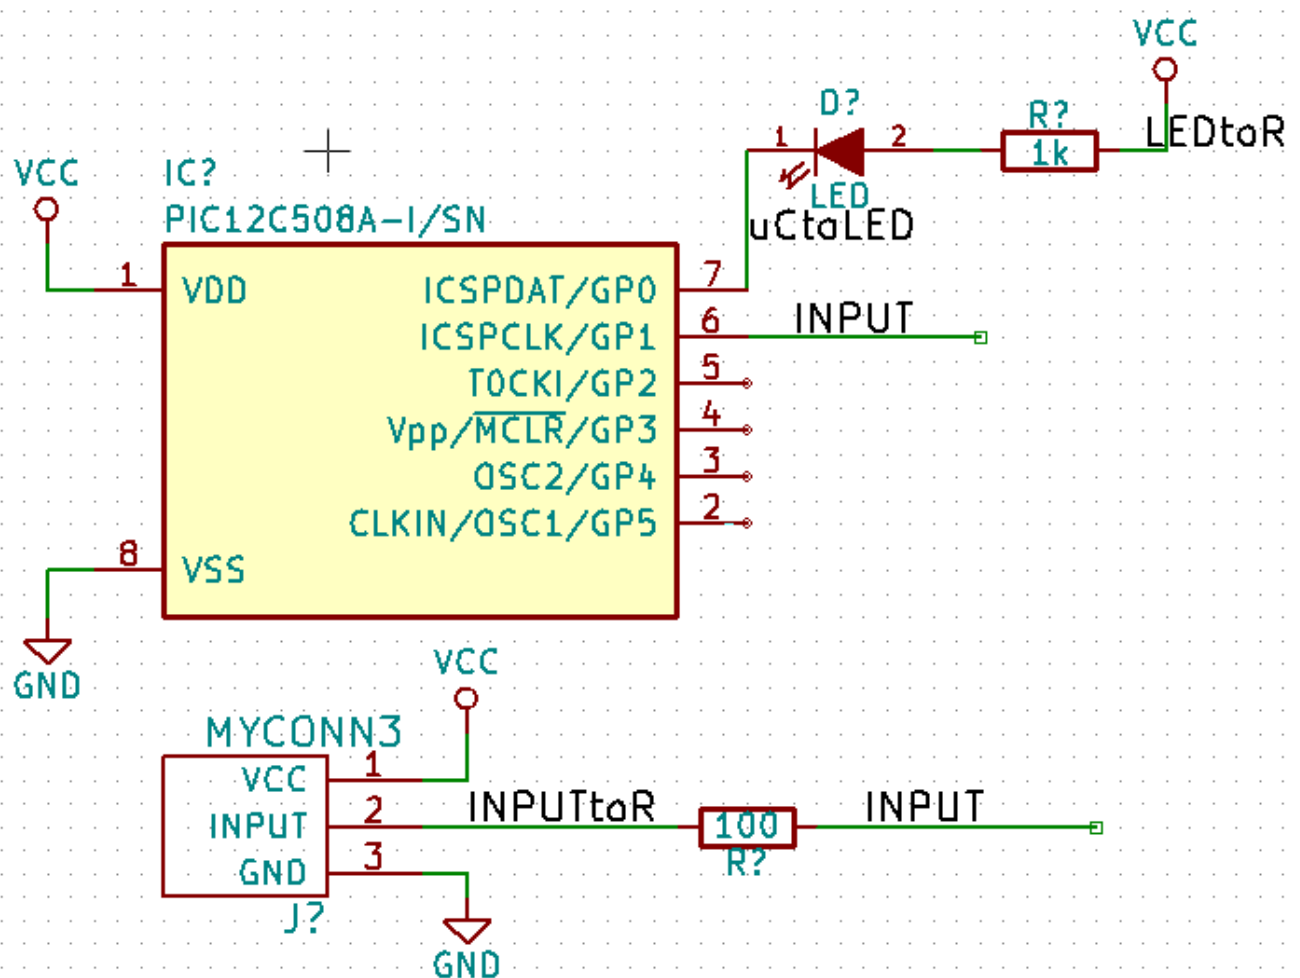 VCC
D?
R?
1
2
1k
LEDtoR
VCC
IC?
LED
PIC12C508A-I/SN
uCtoLED
1
VDD
ICSPDAT/GP0
7
ICSPCLK/GP1
6
INPUT
T0CKI/GP2
5
Vpp/MCLR/GP3
4
OSC2/GP4
3
CLKIN/OSC1/GP5
2
8
VSS
GND
VCC
MYCONN3
VCC
1
INPUT
2
INPUTtoR
100
INPUT
GND
3
R?
J?
GND